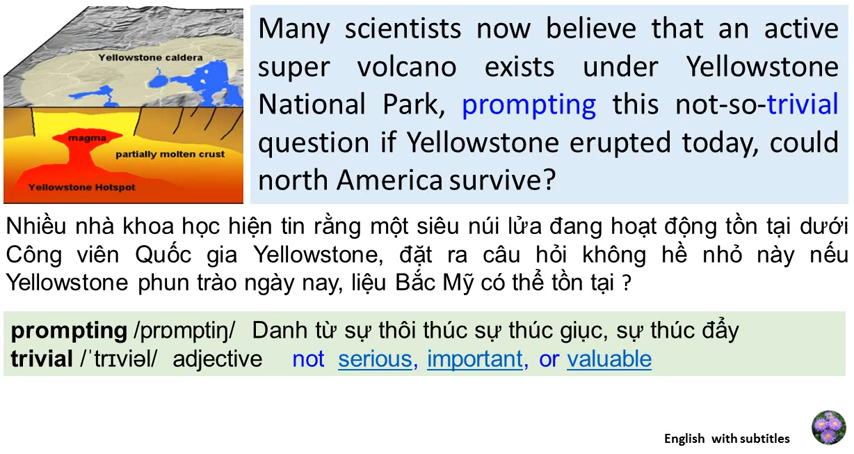 Yellowstone caldera
magma
partially molten crust
Yellowstone Hotspot
Many scientists now believe that an active
super volcano exists under Yellowstone
National Park, prompting this not-so-trivial
question if Yellowstone erupted today, could
north America survive?
Nhiều nhà khoa học hiện tin rằng một siêu núi lửa đang hoạt động tồn tại dưới
Công viên Quốc gia Yellowstone, đặt ra câu hỏi không hề nhỏ này nếu
Yellowstone phun trào ngày nay, liệu Bắc Mỹ có thể tồn tại ?
prompting /prɒmptiŋ/ Danh từ sự thôi thúc sự thúc giục, sự thúc đẩy
trivial /ˈtrɪviəl/ adjective not serious, important, or valuable
English with subtitles